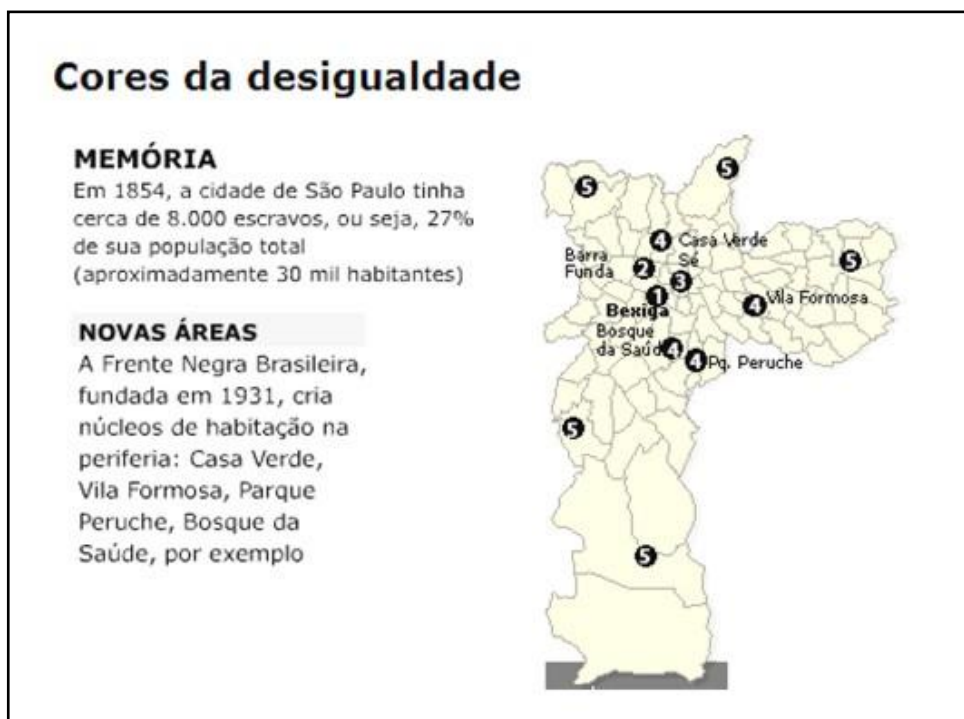 Cores da desigualdade
MEMÓRIA
Em 1854, a cidade de São Paulo tinha
cerca de 8.000 escravos, ou seja, 27%
de sua população total
(aproximadamente 30 mil habitantes)
NOVAS ÁREAS
A Frente Negra Brasileira,
fundada em 1931, cria
núcleos de habitação na
periferia: Casa Verde,
Vila Formosa, Parque
Peruche, Bosque da
Saúde, por exemplo
5
5
4 Casa Verde
Barra
Funda
2
Sé
3
5
1
Bexiga
4 Vila Formosa
Bosque
da Saúde
4
4 Pq. Peruche
5
5